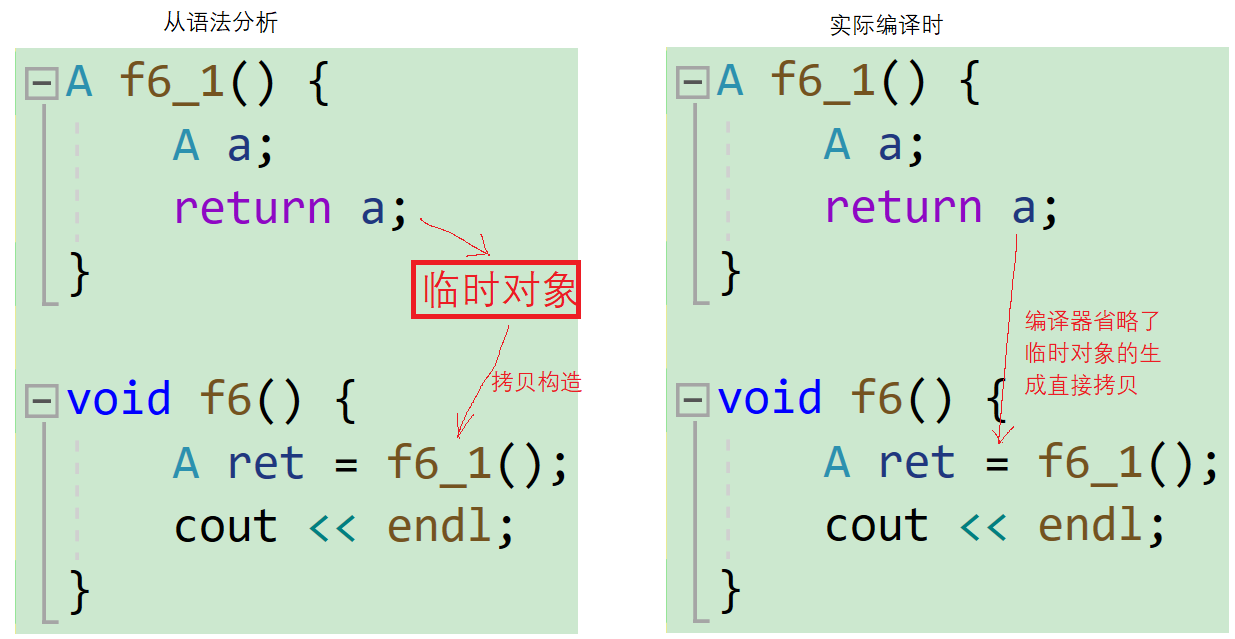 从语法分析
A f6_1() {
A a;
return a;
}
临时对象
拷贝构造
void f6() {
A ret = f6_1();
cout << endl;
}
实际编译时
A f6_1() {
A a;
return a;
}
编译器省略了
临时对象的生
成直接拷贝
void f6() {
A ret = f6_1();
cout << endl;
}